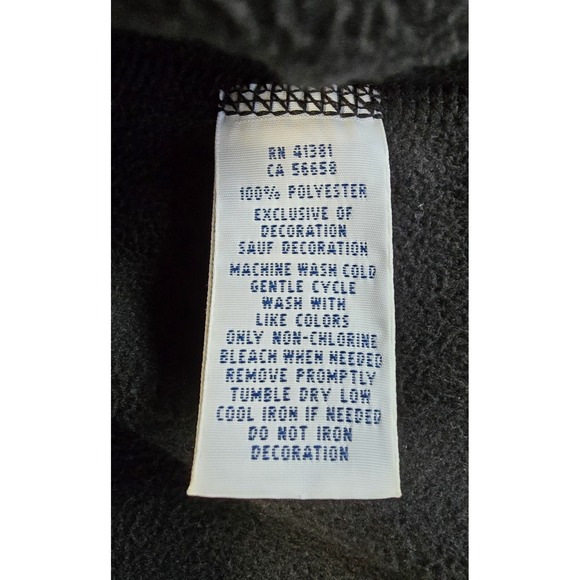 RN 41381
CA 56658
100% POLYESTER
EXCLUSIVE OF
DECORATION
SAUF DECORATION
MACHINE WASH COLD
GENTLE CYCLE
WASH WITH
LIKE COLORS
ONLY NON-CHLORINE
BLEACH WHEN NEEDED
REMOVE PROMPTLY
TUMBLE DRY LOW
COOL IRON IF NEEDED
DO NOT IRON
DECORATION